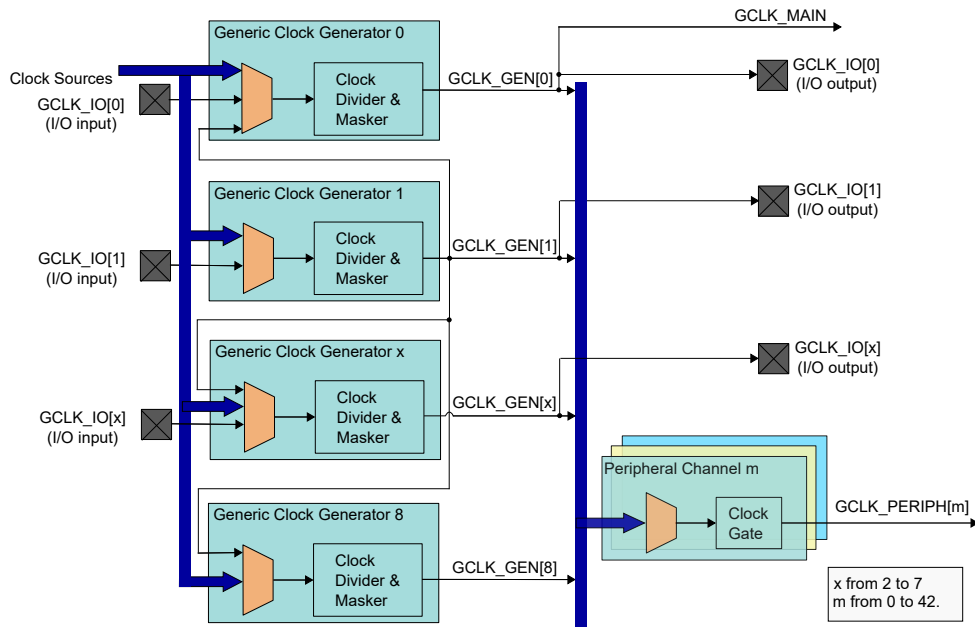 Generic Clock Generator 0
GCLK_MAIN
Clock Sources
GCLK_IO[0]
(I/O input)
Clock
Divider &
Masker
GCLK_GEN[0]
GCLK_IO[0]
(I/O output)
Generic Clock Generator 1
GCLK_IO[1]
(I/O input)
Clock
Divider &
Masker
GCLK_GEN[1]
GCLK_IO[1]
(I/O output)
Generic Clock Generator x
GCLK_IO[x]
(I/O input)
Clock
Divider &
Masker
GCLK_GEN[x]
GCLK_IO[x]
(I/O output)
Peripheral Channel m
Clock
Gate
GCLK_PERIPH[m]
Generic Clock Generator 8
Clock
Divider &
Masker
GCLK_GEN[8]
x from 2 to 7
m from 0 to 42.